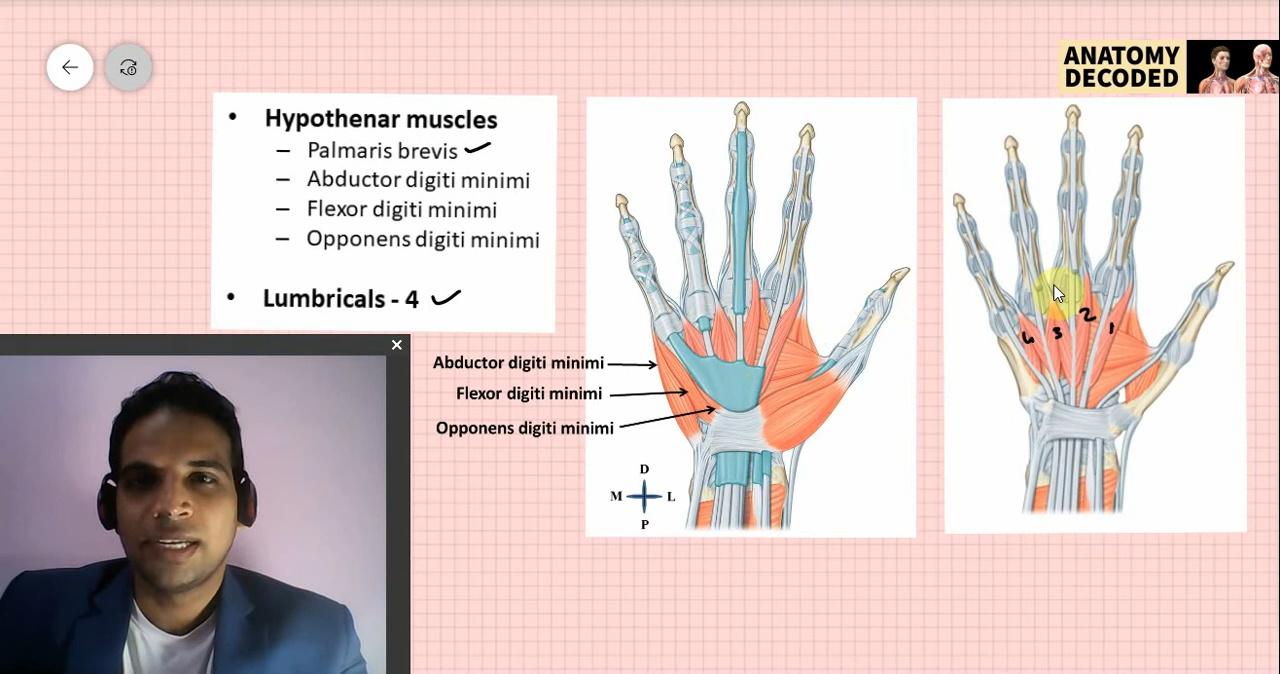 ANATOMY
DECODED
• Hypothenar muscles
– Palmaris brevis ✓
– Abductor digiti minimi
– Flexor digiti minimi
– Opponens digiti minimi
• Lumbricals - 4 ✓
Abductor digiti minimi
Flexor digiti minimi
Opponens digiti minimi
D
M L
P
4 3 2 1